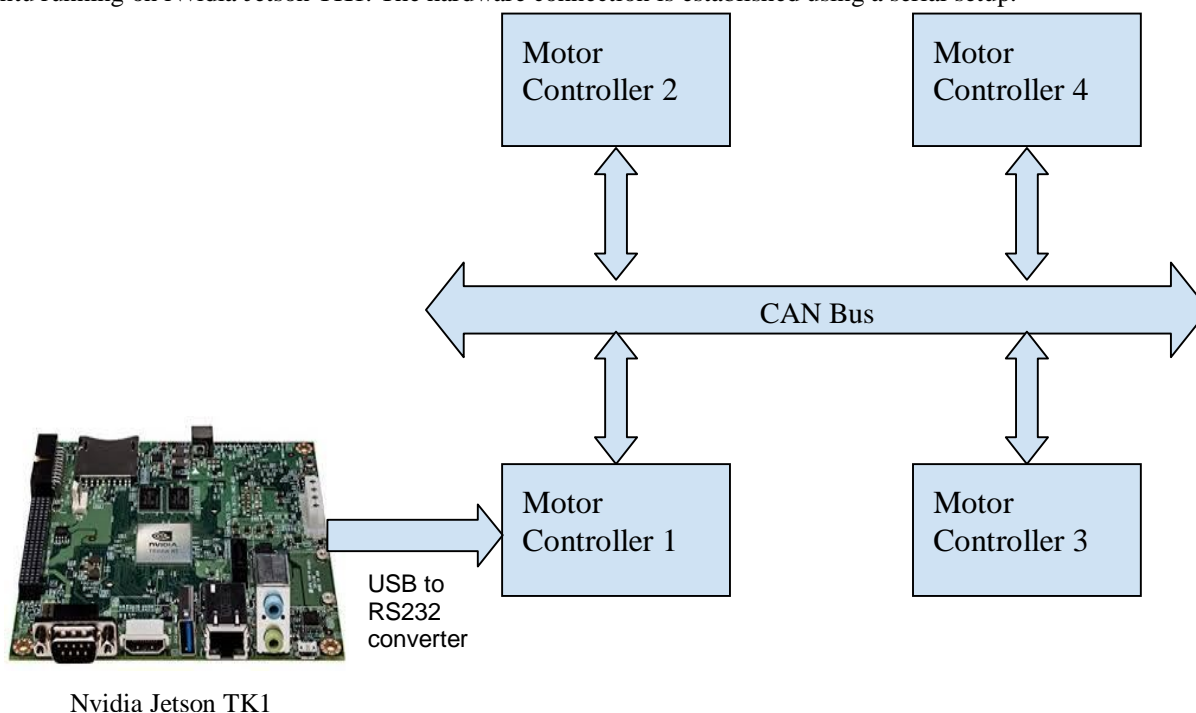 Motor
Controller 2
Motor
Controller 4
CAN Bus
Motor
Controller 1
Motor
Controller 3
USB to
RS232
converter
NVIDIA
Nvidia Jetson TK1